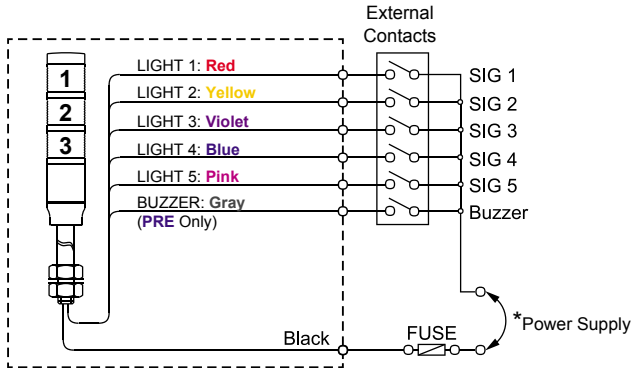 External
Contacts
1
2
3
LIGHT 1: Red
LIGHT 2: Yellow
LIGHT 3: Violet
LIGHT 4: Blue
LIGHT 5: Pink
BUZZER: Gray
(PRE Only)
SIG 1
SIG 2
SIG 3
SIG 4
SIG 5
Buzzer
Black
FUSE
*Power Supply